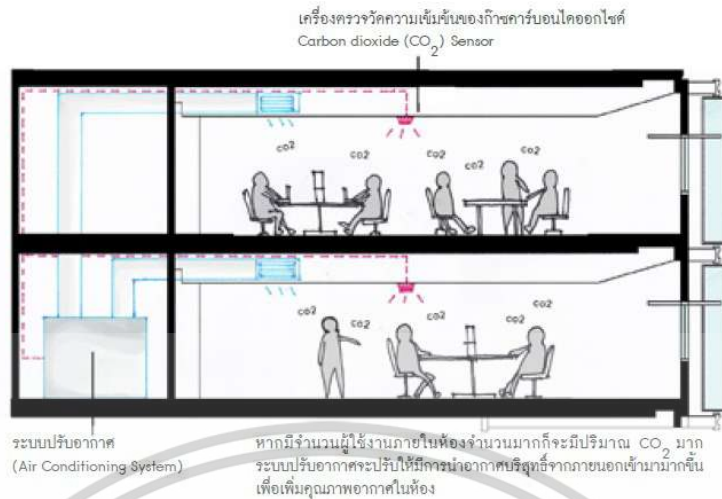 เครื่องตรวจวัดความเข้มข้นของก๊าซคาร์บอนไดออกไซด์
Carbon dioxide (CO2) Sensor
co2
co2
co2
co2
co2
co2
co2
co2
co2
ระบบปรับอากาศ
(Air Conditioning System)
หากมีจำนวนผู้ใช้งานภายในห้องจำนวนมากก็จะมีปริมาณ CO2 มาก
ระบบปรับอากาศจะปรับให้มีการนำอากาศบริสุทธิ์จากภายนอกเข้ามามากขึ้น
เพื่อเพิ่มคุณภาพอากาศในห้อง